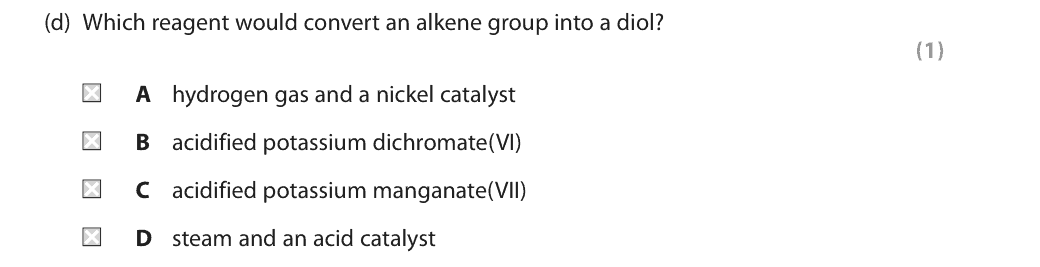 (d) Which reagent would convert an alkene group into a diol?
(1)
A hydrogen gas and a nickel catalyst
B acidified potassium dichromate(VI)
C acidified potassium manganate(VII)
D steam and an acid catalyst